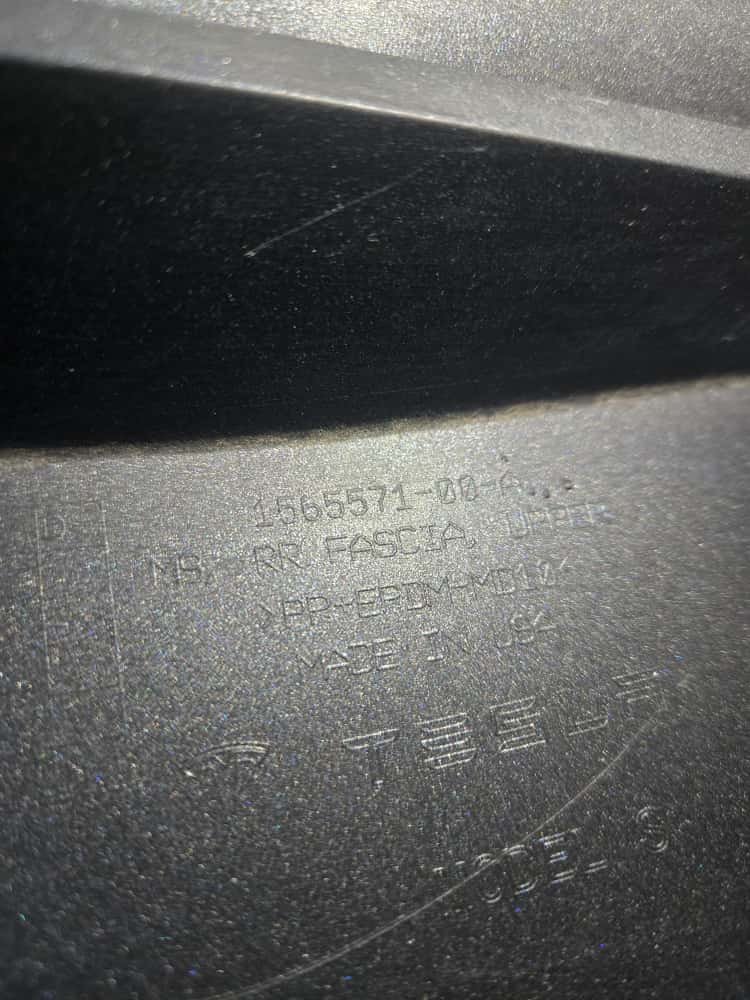 1565571-00-A
MS, RR FASCIA, UPPER
>PP+EPDM-MD10<
MADE IN USA
TESLA
MODEL S